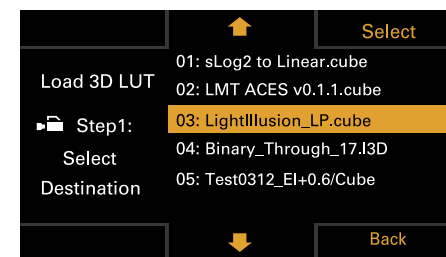 Select
Load 3D LUT
Step1:
Select
Destination
01: sLog2 to Linear.cube
02: LMT ACES v0.1.1.cube
03: LightIllusion_LP.cube
04: Binary_Through_17.l3D
05: Test0312_EI+0.6/Cube
Back